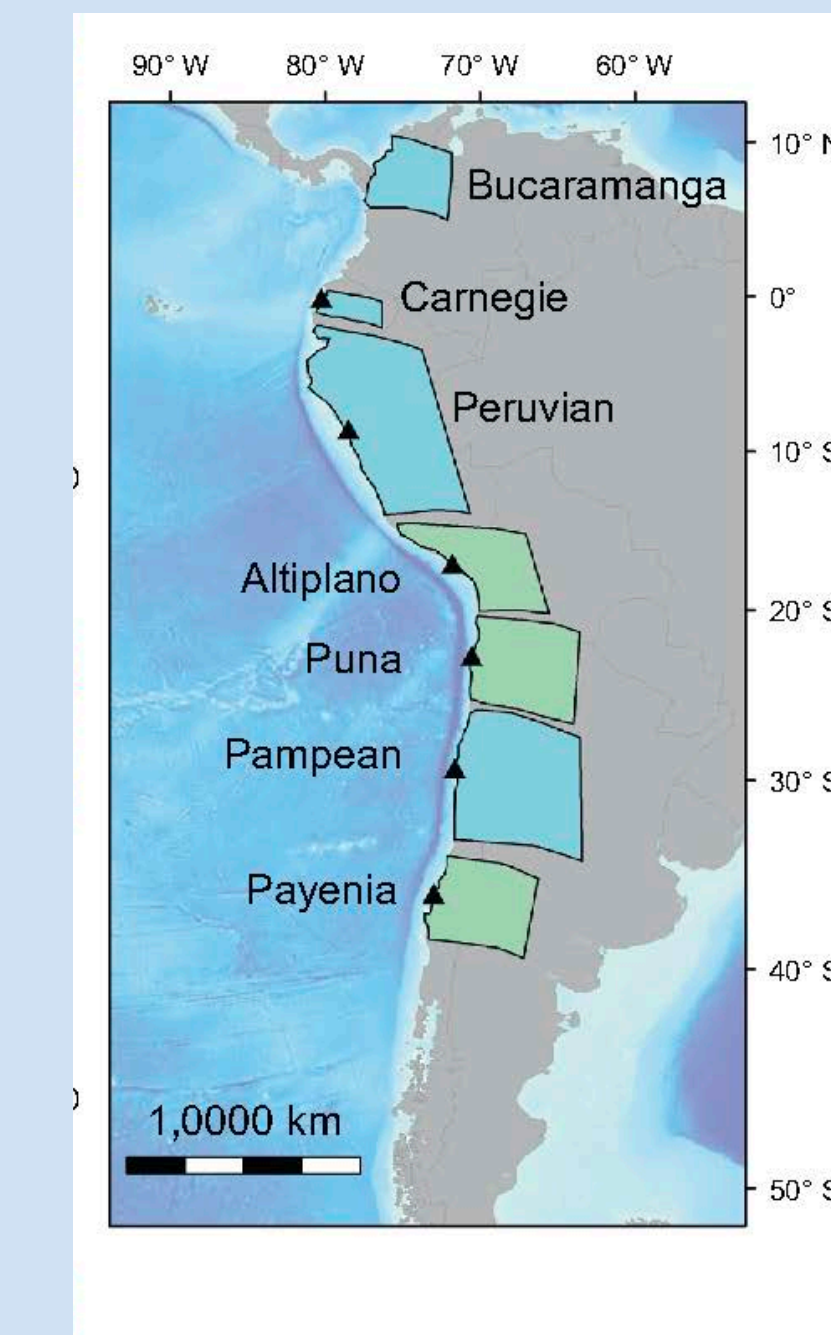 90° W 80° W 70° W 60° W
10° N
Bucaramanga
0°
Carnegie
Peruvian
10° S
Altiplano
20° S
Puna
Pampean
30° S
Payenia
40° S
1,0000 km
50° S